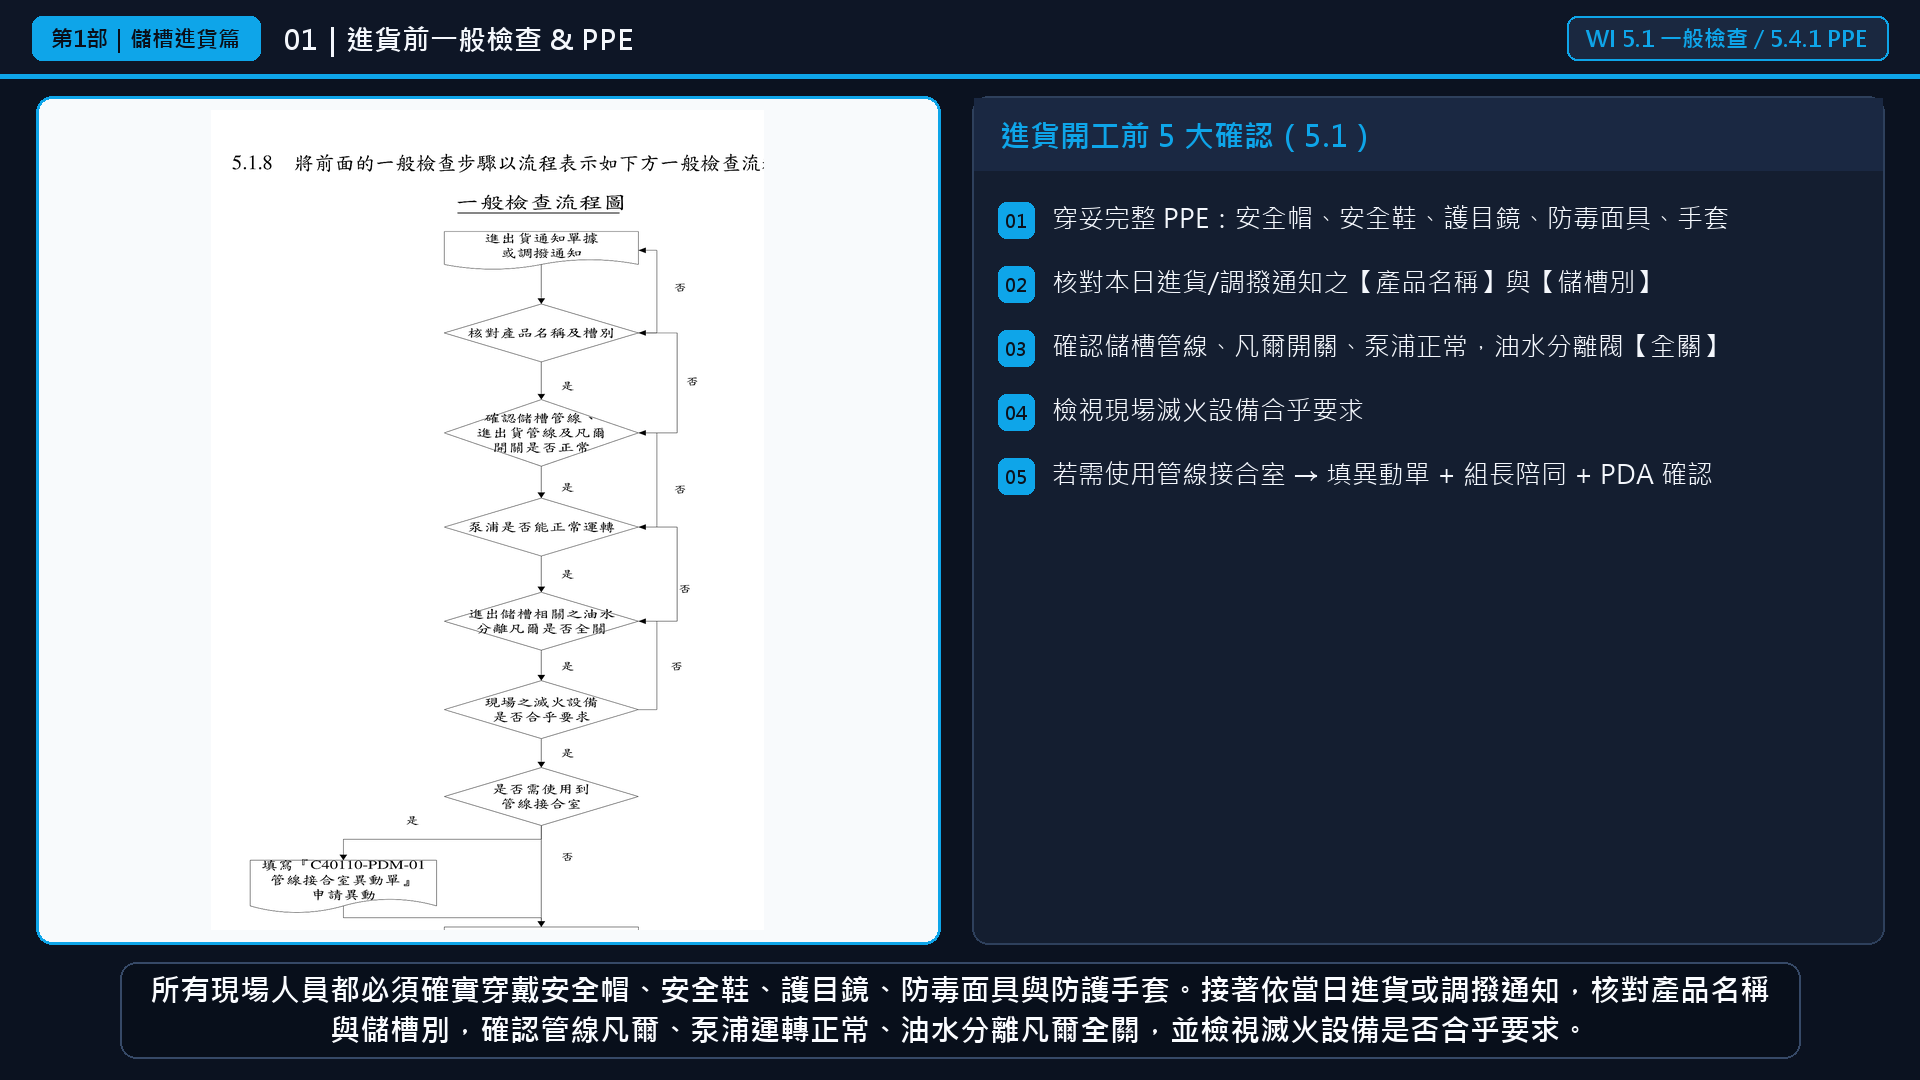 第1部｜儲槽進貨篇
01｜進貨前一般檢查 & PPE
WI 5.1 一般檢查 / 5.4.1 PPE
5.1.8 將前面的一般檢查步驟以流程表示如下方一般檢查流
一般檢查流程圖
進出貨通知單據
或調撥通知
否
核對產品名稱及槽別
是
否
確認儲槽管線、
進出貨管線及凡爾
開關是否正常
是
否
泵浦是否能正常運轉
是
否
進出儲槽相關之油水
分離凡爾是否全關
是
否
現場之滅火設備
是否合乎要求
是
是否需使用到
管線接合室
是
否
填寫『C40110-PDM-01
管線接合室異動單』
申請異動
進貨開工前 5 大確認（5.1）
01 穿妥完整 PPE：安全帽、安全鞋、護目鏡、防毒面具、手套
02 核對本日進貨/調撥通知之【產品名稱】與【儲槽別】
03 確認儲槽管線、凡爾開關、泵浦正常，油水分離閥【全關】
04 檢視現場滅火設備合乎要求
05 若需使用管線接合室 → 填異動單 + 組長陪同 + PDA 確認
所有現場人員都必須確實穿戴安全帽、安全鞋、護目鏡、防毒面具與防護手套。接著依當日進貨或調撥通知，核對產品名稱
與儲槽別，確認管線凡爾、泵浦運轉正常、油水分離凡爾全關，並檢視滅火設備是否合乎要求。